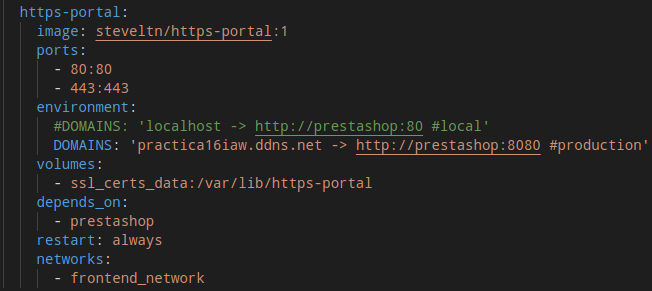 https-portal:
image: steveltn/https-portal:1
ports:
- 80:80
- 443:443
environment:
#DOMAINS: 'localhost -> http://prestashop:80 #local'
DOMAINS: 'practica16iaw.ddns.net -> http://prestashop:8080 #production'
volumes:
- ssl_certs_data:/var/lib/https-portal
depends_on:
- prestashop
restart: always
networks:
- frontend_network